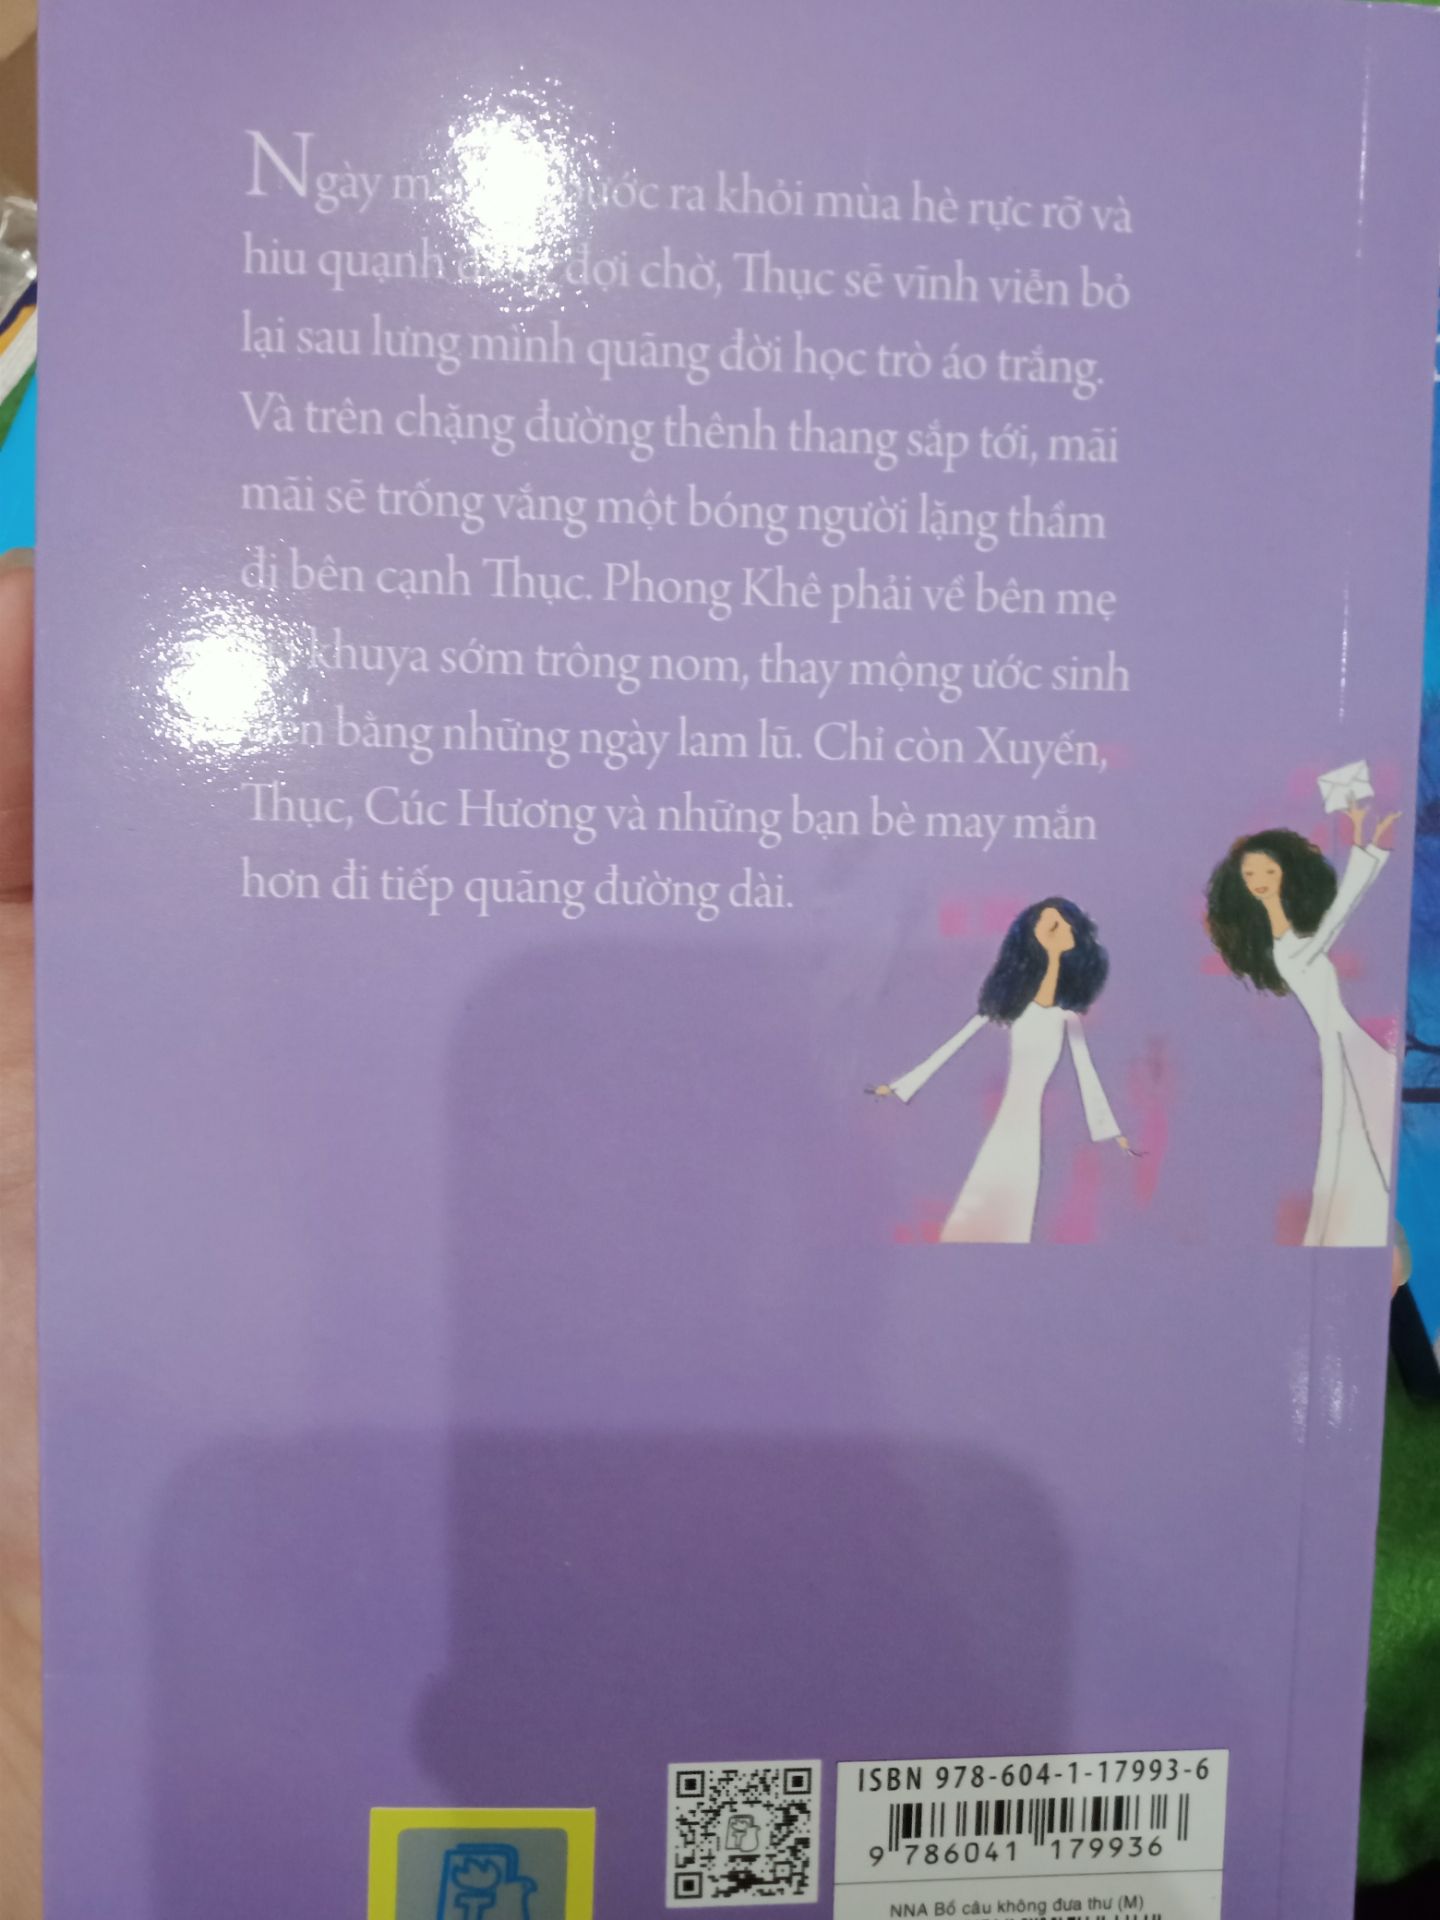 Ngày ra khỏi mùa hè rực rỡ và
hiu quạnh đợi chờ, Thục sẽ vĩnh viễn bỏ
lại sau lưng mình quãng đời học trò áo trắng.
Và trên chặng đường thênh thang sắp tới, mãi
mãi sẽ trống vắng một bóng người lặng thầm
đi bên cạnh Thục. Phong Khê phải về bên mẹ
khuya sớm trông nom, thay mộng ước sinh
bằng những ngày lam lũ. Chỉ còn Xuyến,
Thục, Cúc Hương và những bạn bè may mắn
hơn đi tiếp quãng đường dài.
ISBN 978-604-1-17993-6
9 786041 179936
NNA Bồ câu không đưa thư (M)